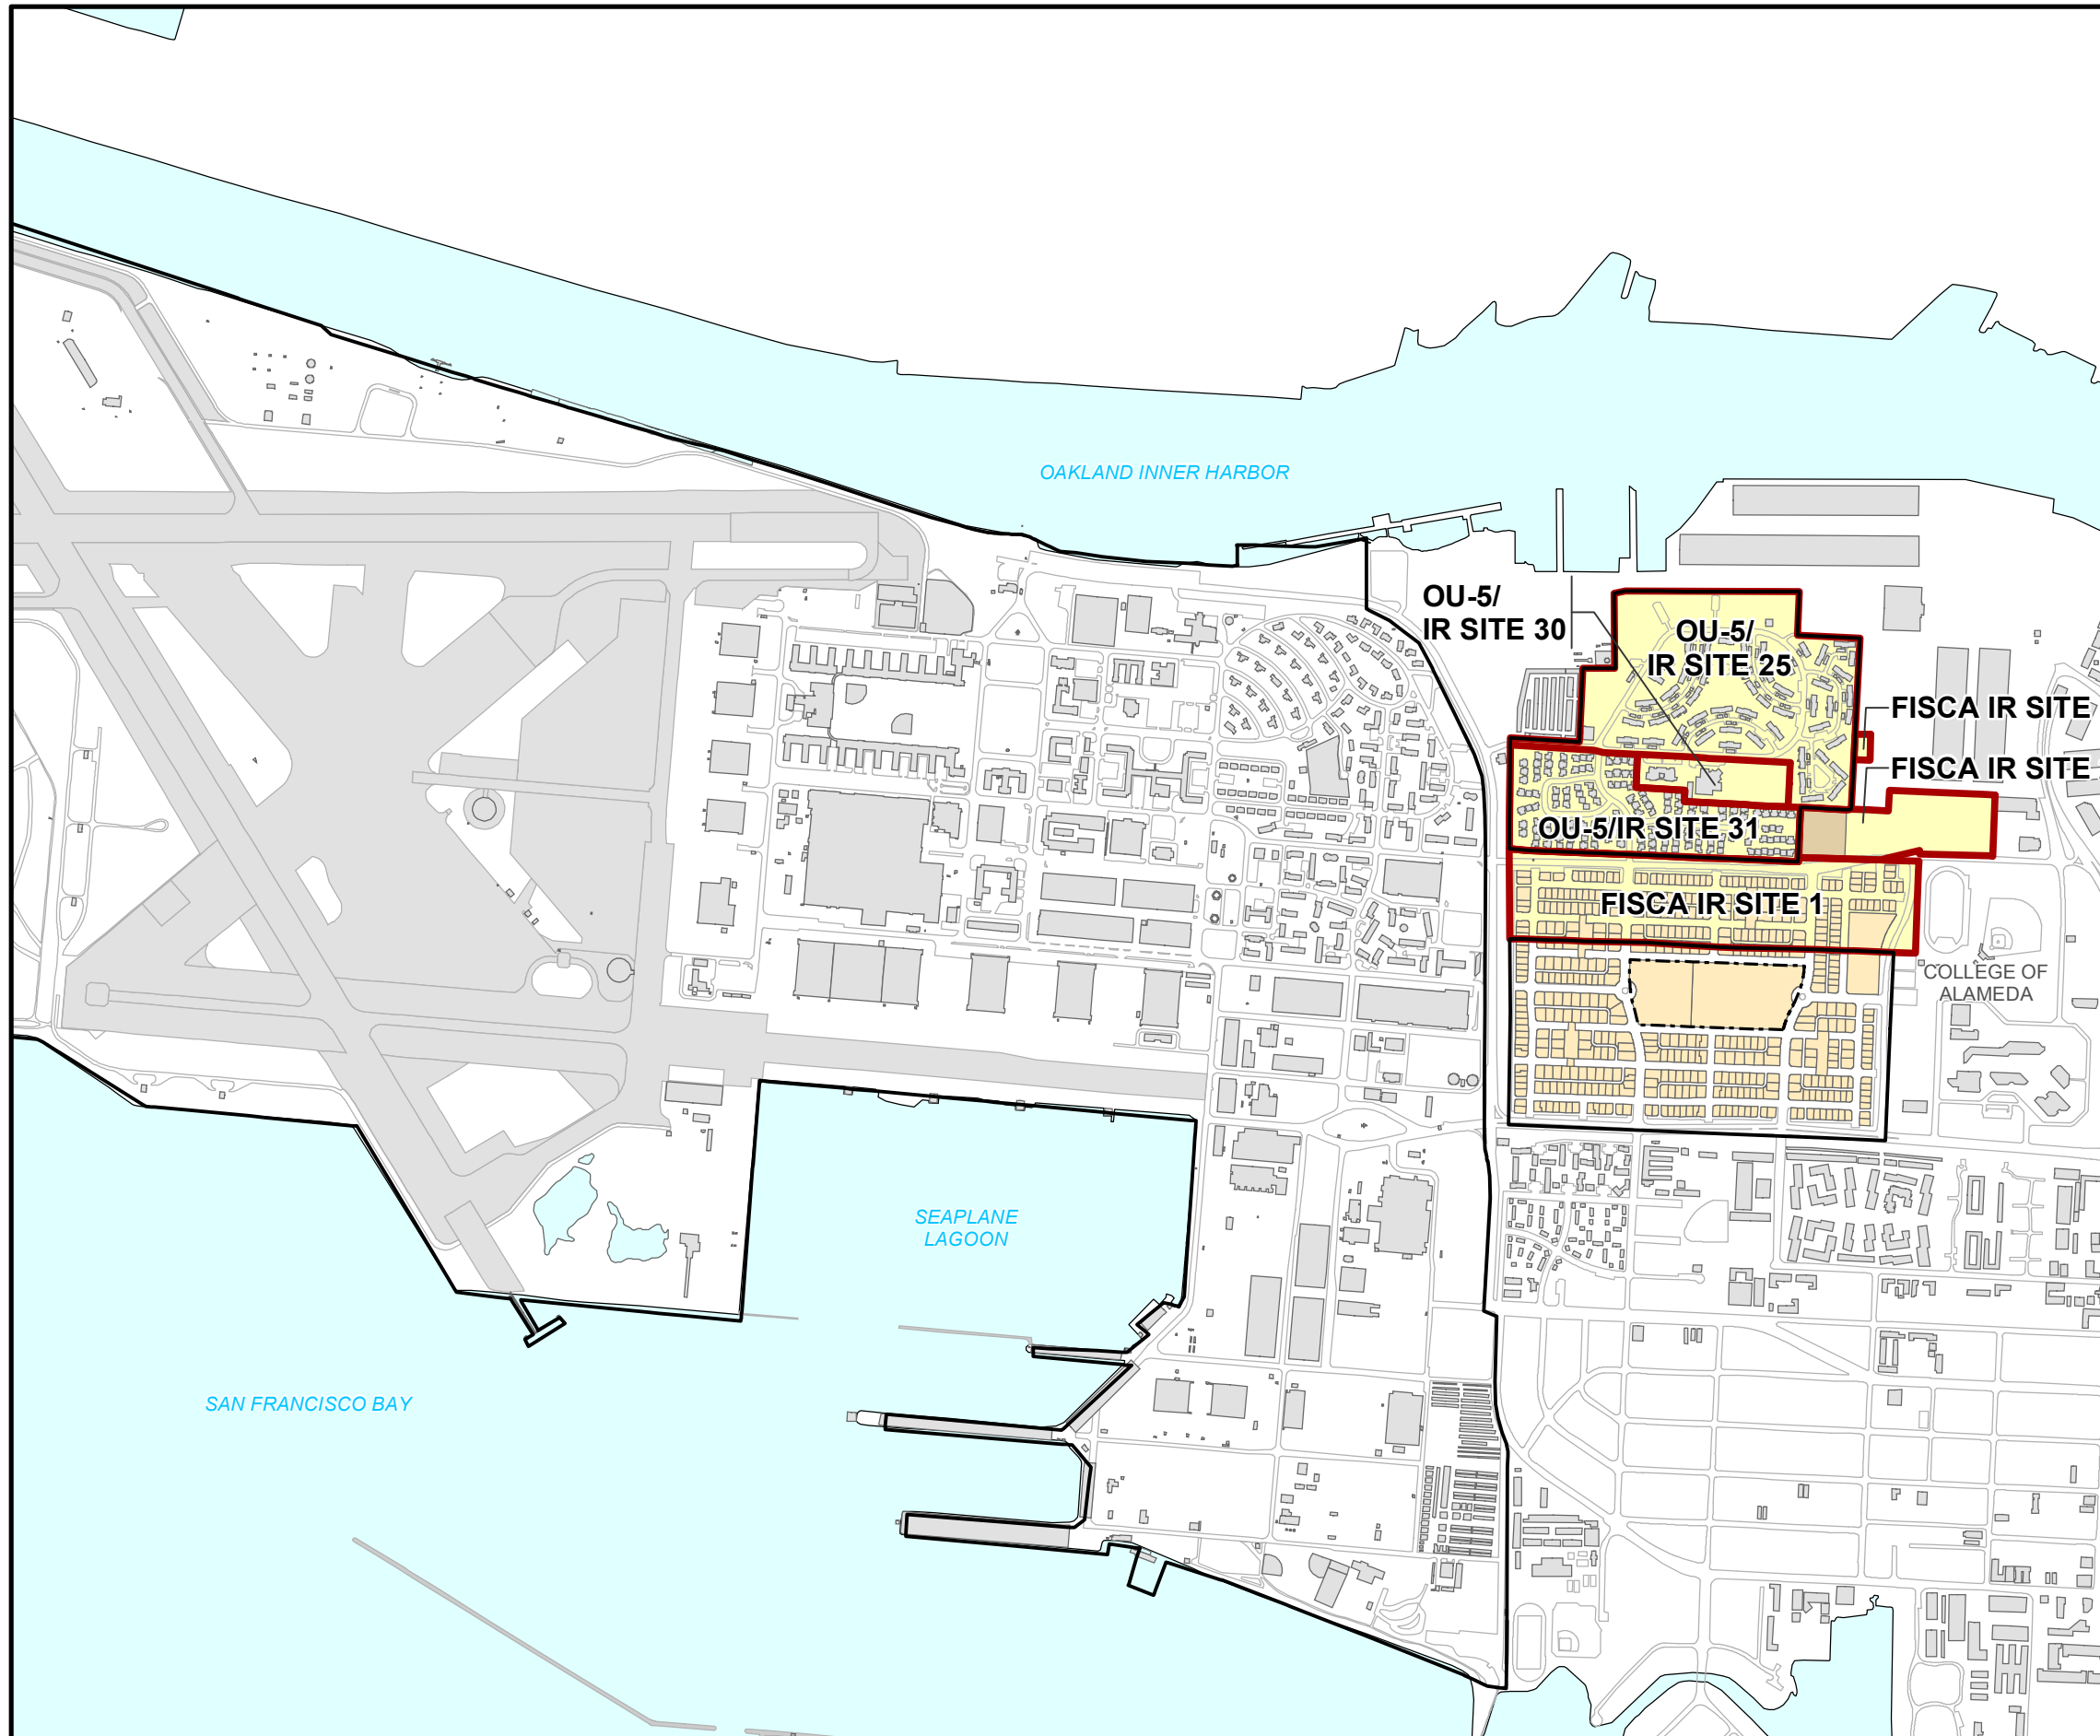 OAKLAND INNER HARBOR
OU-5/
IR SITE 30
OU-5/
IR SITE 25
FISCA IR SITE
FISCA IR SITE
OU-5/IR SITE 31
FISCA IR SITE 1
COLLEGE OF
ALAMEDA
SEAPLANE
LAGOON
SAN FRANCISCO BAY